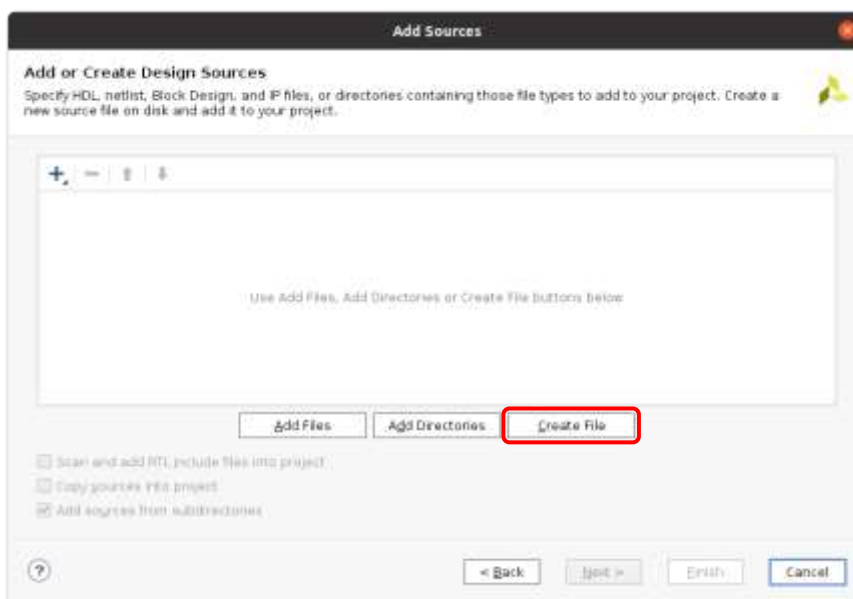 Add Sources
Add or Create Design Sources
Specify HDL, netlist, Block Design, and IP files, or directories containing those file types to add to your project. Create a
new source file on disk and add it to your project.
Use Add Files, Add Directories or Create File buttons below
Add Files Add Directories Create File
Scan and add RTL include files into project
Copy sources into project
Add sources from subdirectories
? < Back Next > Finish Cancel